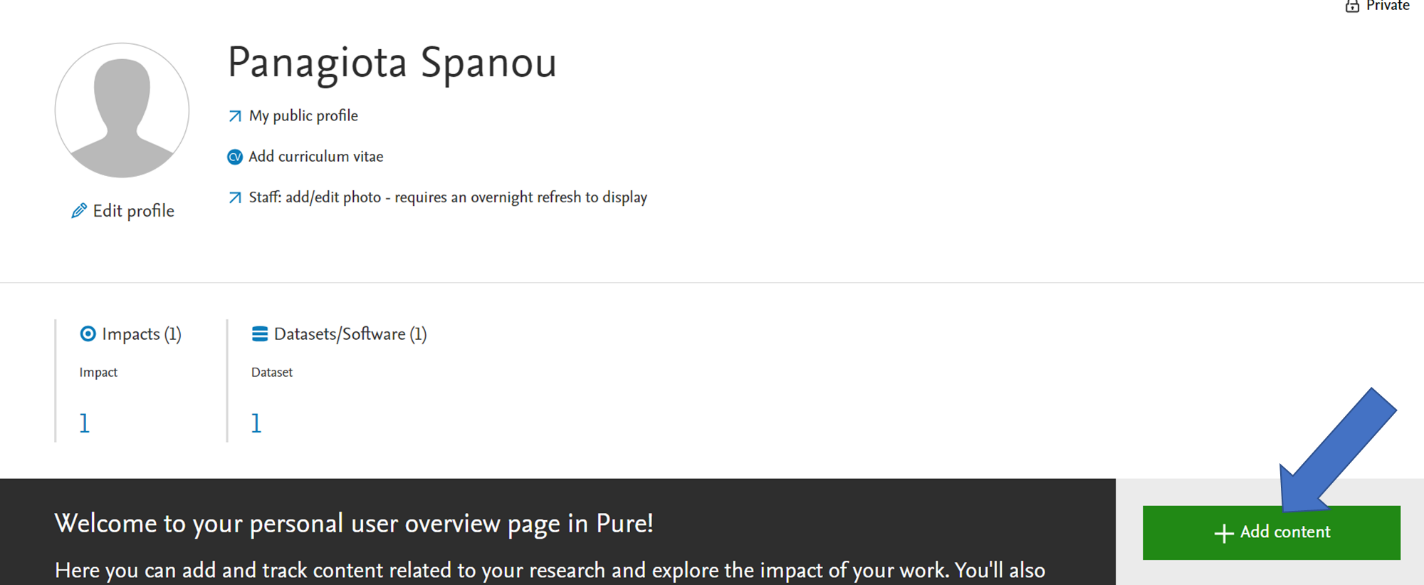 Private
Panagiota Spanou
My public profile
CV Add curriculum vitae
Staff: add/edit photo - requires an overnight refresh to display
Edit profile
Impacts (1)
Impact
1
Datasets/Software (1)
Dataset
1
Welcome to your personal user overview page in Pure!
Here you can add and track content related to your research and explore the impact of your work. You'll also
+ Add content